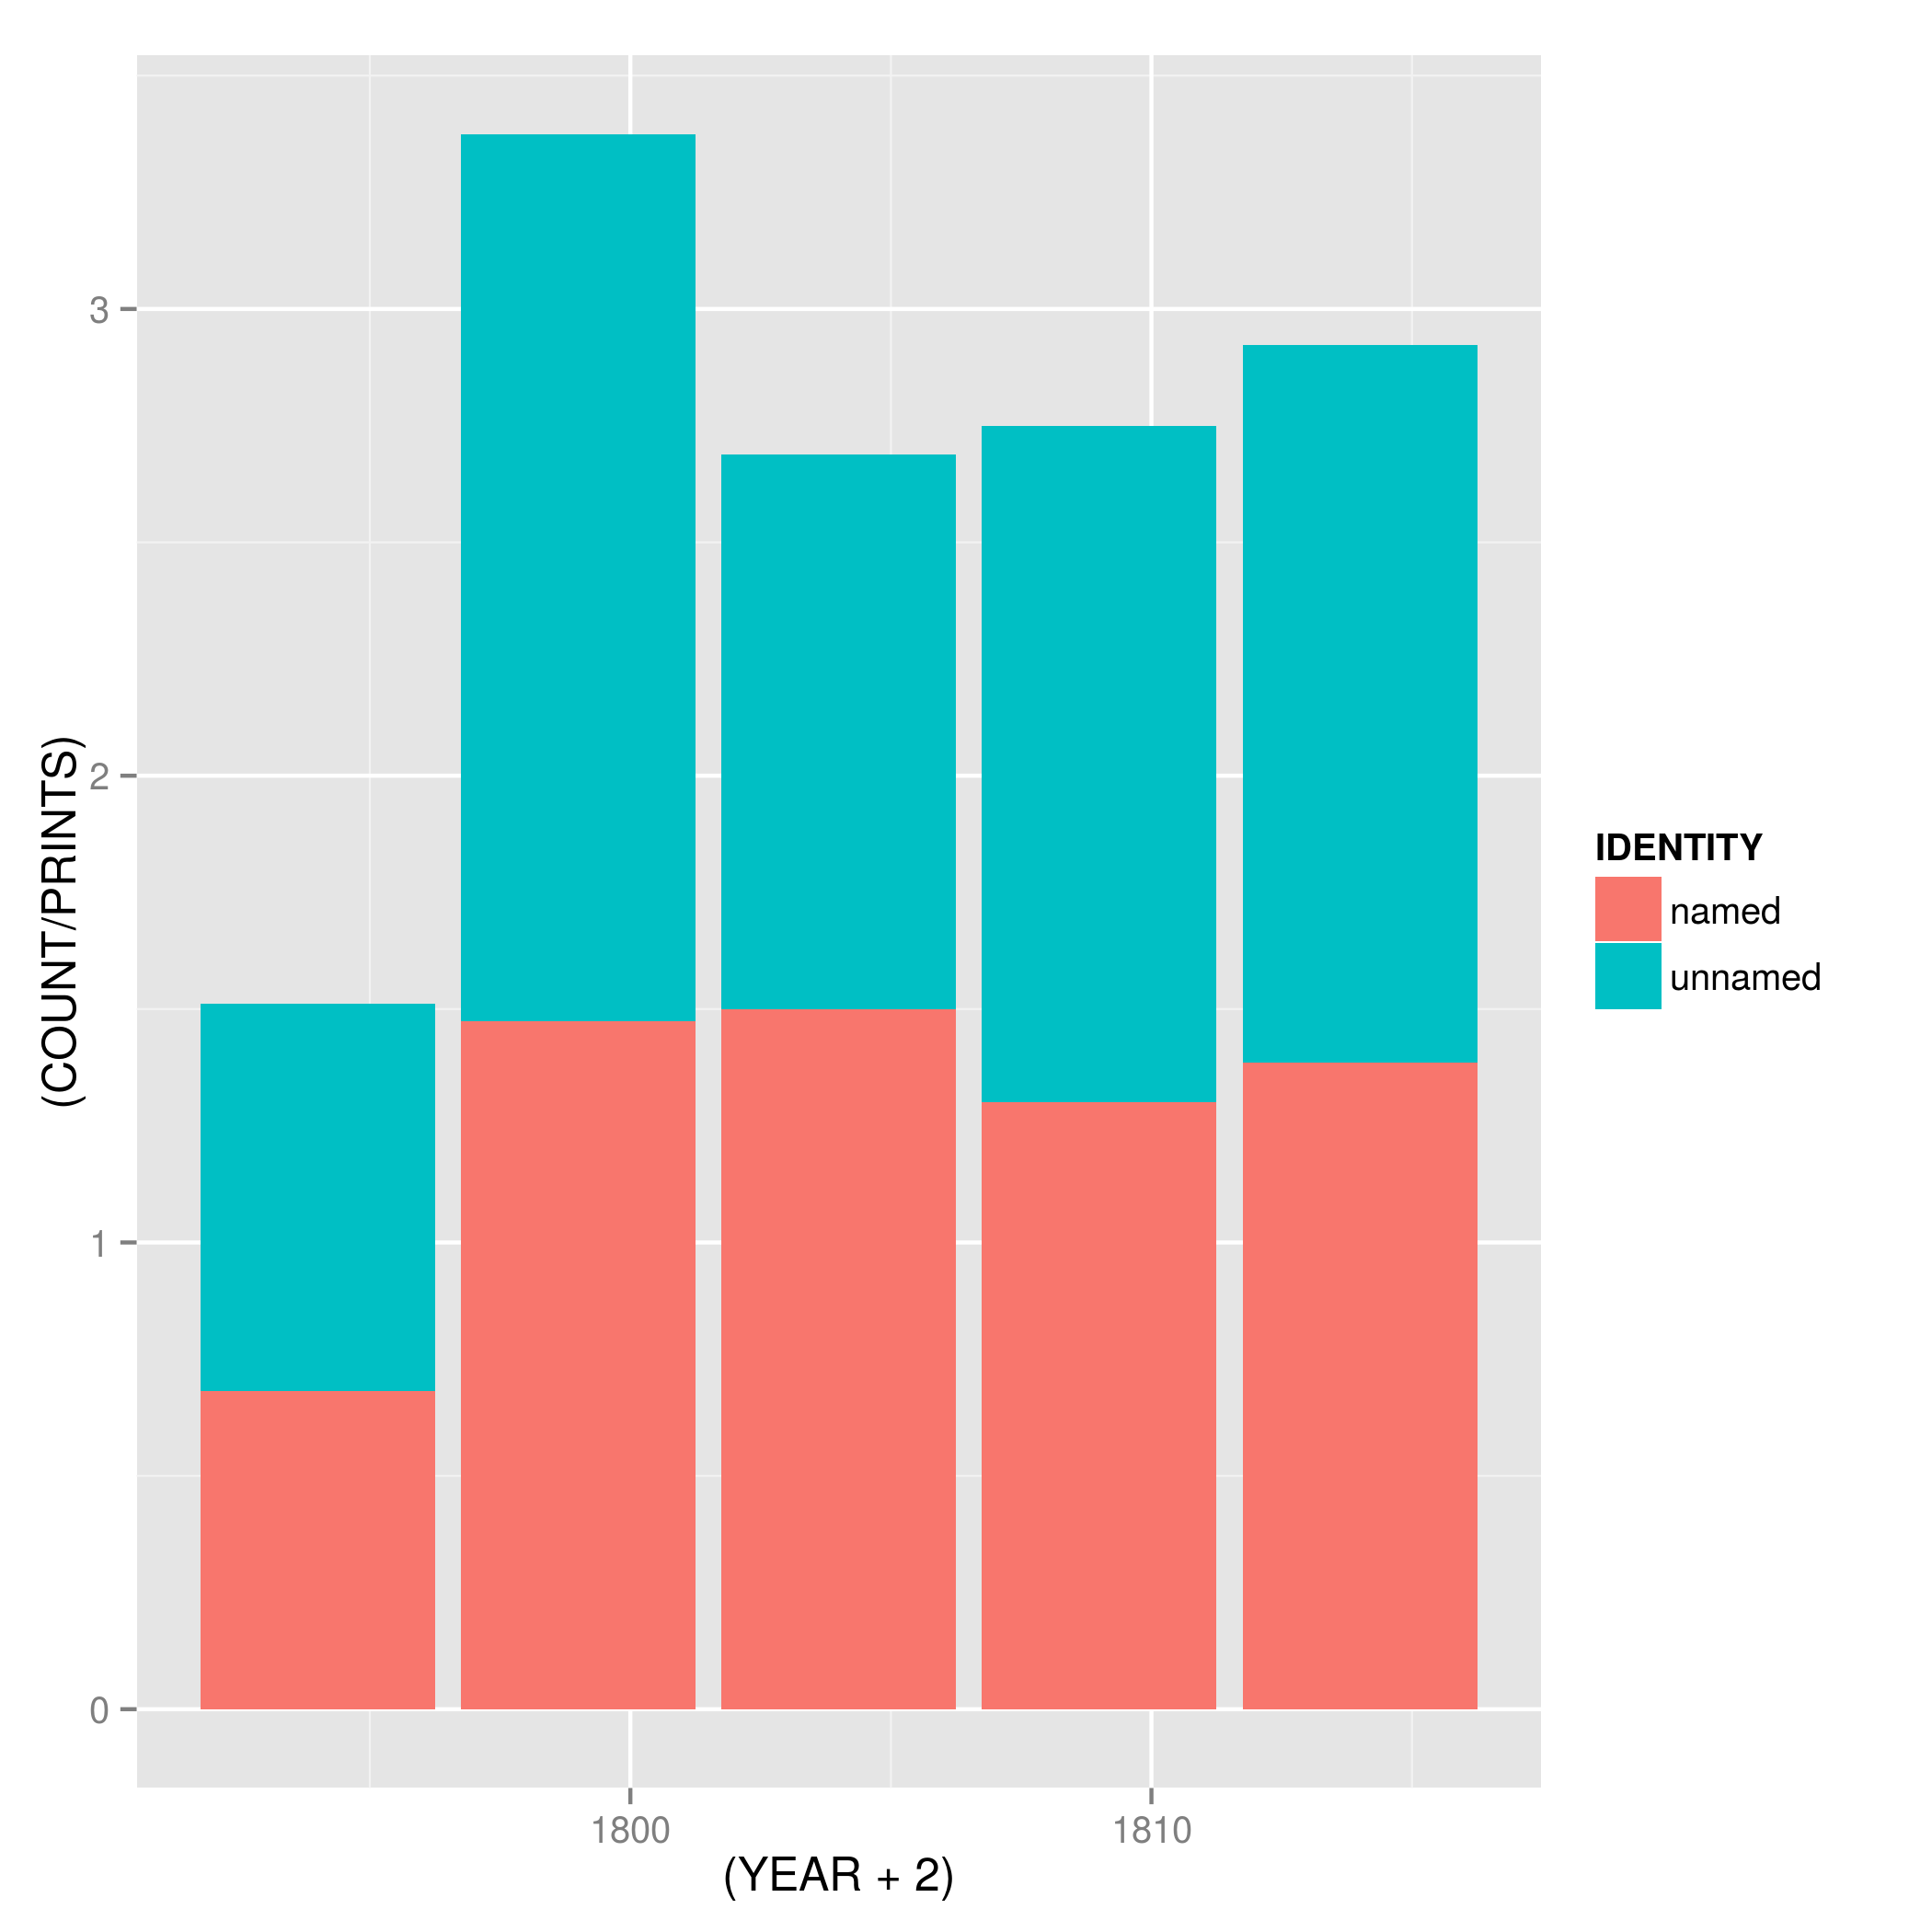 (COUNT/PRINTS)
3
2
1
0
1800 1810
(YEAR + 2)
IDENTITY
named
unnamed